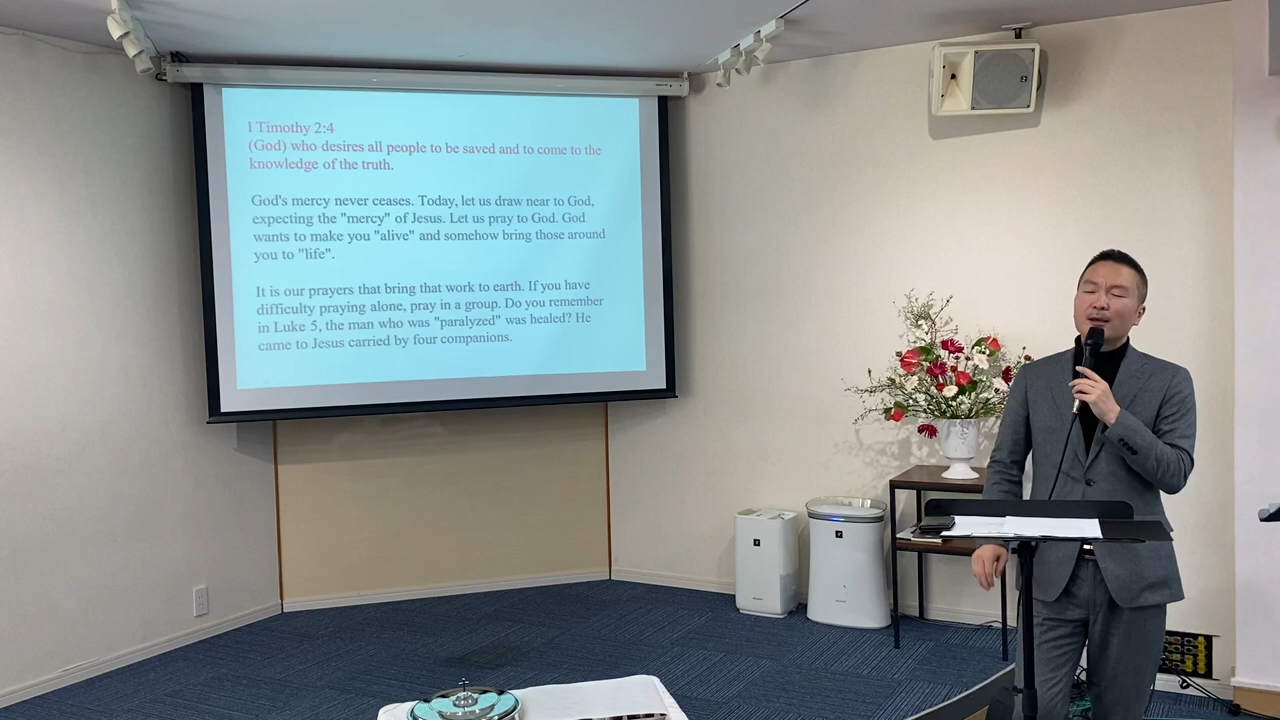 1 Timothy 2:4
(God) who desires all people to be saved and to come to the
knowledge of the truth.
God's mercy never ceases. Today, let us draw near to God,
expecting the "mercy" of Jesus. Let us pray to God. God
wants to make you "alive" and somehow bring those around
you to "life".
It is our prayers that bring that work to earth. If you have
difficulty praying alone, pray in a group. Do you remember
in Luke 5, the man who was "paralyzed" was healed? He
came to Jesus carried by four companions.